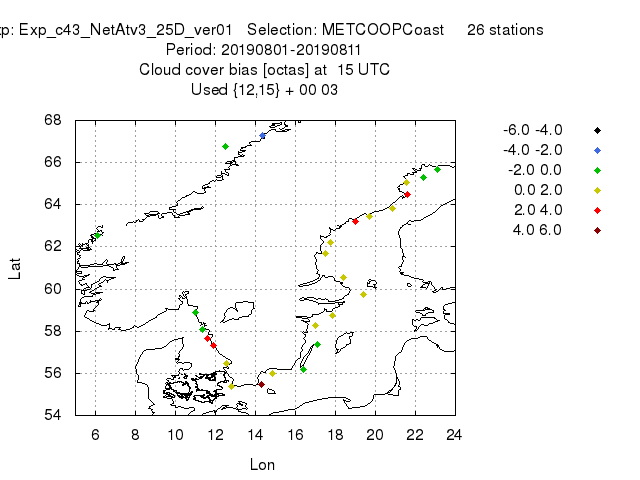 xp: Exp_c43_NetAtv3_25D_ver01 Selection: METCOOPCoast 26 stations
Period: 20190801-20190811
Cloud cover bias [octas] at 15 UTC
Used {12,15} + 00 03
68
66
64
62
60
58
56
54
Lat
6 8 10 12 14 16 18 20 22 24
Lon
-6.0 -4.0
-4.0 -2.0
-2.0 0.0
0.0 2.0
2.0 4.0
4.0 6.0